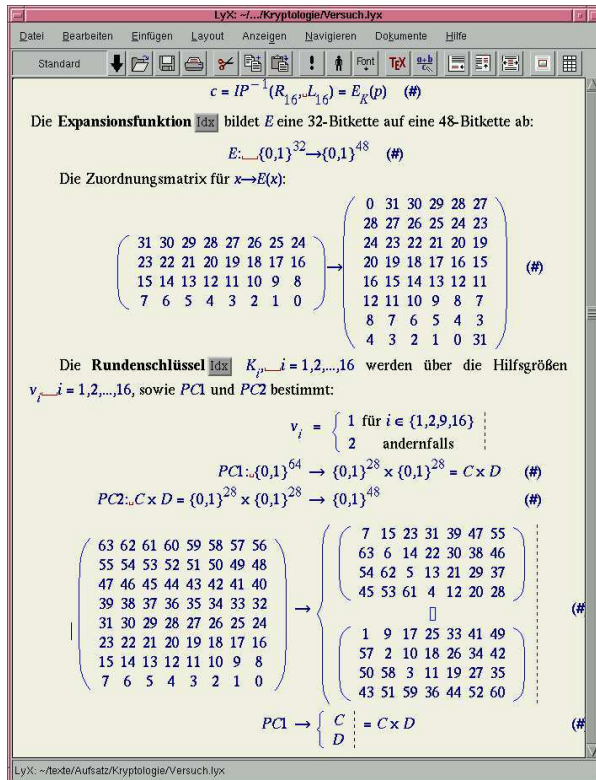 LyX: ~/.../Kryptologie/Versuch.lyx
Datei Bearbeiten Einfügen Layout Anzeigen Navigieren Dokumente Hilfe
Standard ! Font TEX a+b/c
c = IP⁻¹(R₁₆, L₁₆) = E_K(p) (#)
Die Expansionsfunktion Idx bildet E eine 32-Bitkette auf eine 48-Bitkette ab:
E: {0,1}³²→{0,1}⁴⁸ (#)
Die Zuordnungsmatrix für x→E(x):
31 30 29 28 27 26 25 24
23 22 21 20 19 18 17 16
15 14 13 12 11 10 9 8
7 6 5 4 3 2 1 0
→
0 31 30 29 28 27
28 27 26 25 24 23
24 23 22 21 20 19
20 19 18 17 16 15
16 15 14 13 12 11
12 11 10 9 8 7
8 7 6 5 4 3
4 3 2 1 0 31
(#)
Die Rundenschlüssel Idx K_i, i = 1,2,...,16 werden über die Hilfsgrößen
v_i i = 1,2,...,16, sowie PC1 und PC2 bestimmt:
v_i = { 1 für i ∈ {1,2,9,16}
2 andernfalls
PC1: {0,1}⁶⁴ → {0,1}²⁸ x {0,1}²⁸ = C x D (#)
PC2: C x D = {0,1}²⁸ x {0,1}²⁸ → {0,1}⁴⁸ (#)
63 62 61 60 59 58 57 56
55 54 53 52 51 50 49 48
47 46 45 44 43 42 41 40
39 38 37 36 35 34 33 32
31 30 29 28 27 26 25 24
23 22 21 20 19 18 17 16
15 14 13 12 11 10 9 8
7 6 5 4 3 2 1 0
→
7 15 23 31 39 47 55
63 6 14 22 30 38 46
54 62 5 13 21 29 37
45 53 61 4 12 20 28
1 9 17 25 33 41 49
57 2 10 18 26 34 42
50 58 3 11 19 27 35
43 51 59 36 44 52 60
(#
PC1 → { C
D = C x D (#
LyX: ~/texte/Aufsatz/Kryptologie/Versuch.lyx